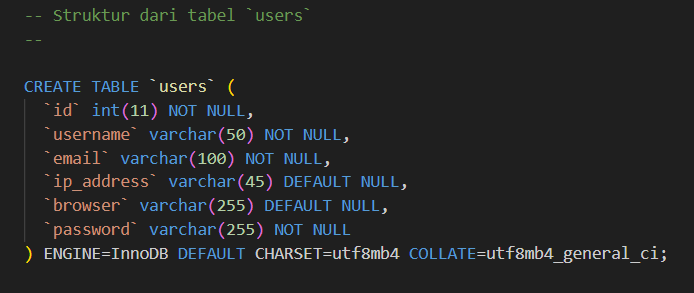 -- Struktur dari tabel `users`
--
CREATE TABLE `users` (
`id` int(11) NOT NULL,
`username` varchar(50) NOT NULL,
`email` varchar(100) NOT NULL,
`ip_address` varchar(45) DEFAULT NULL,
`browser` varchar(255) DEFAULT NULL,
`password` varchar(255) NOT NULL
) ENGINE=InnoDB DEFAULT CHARSET=utf8mb4 COLLATE=utf8mb4_general_ci;